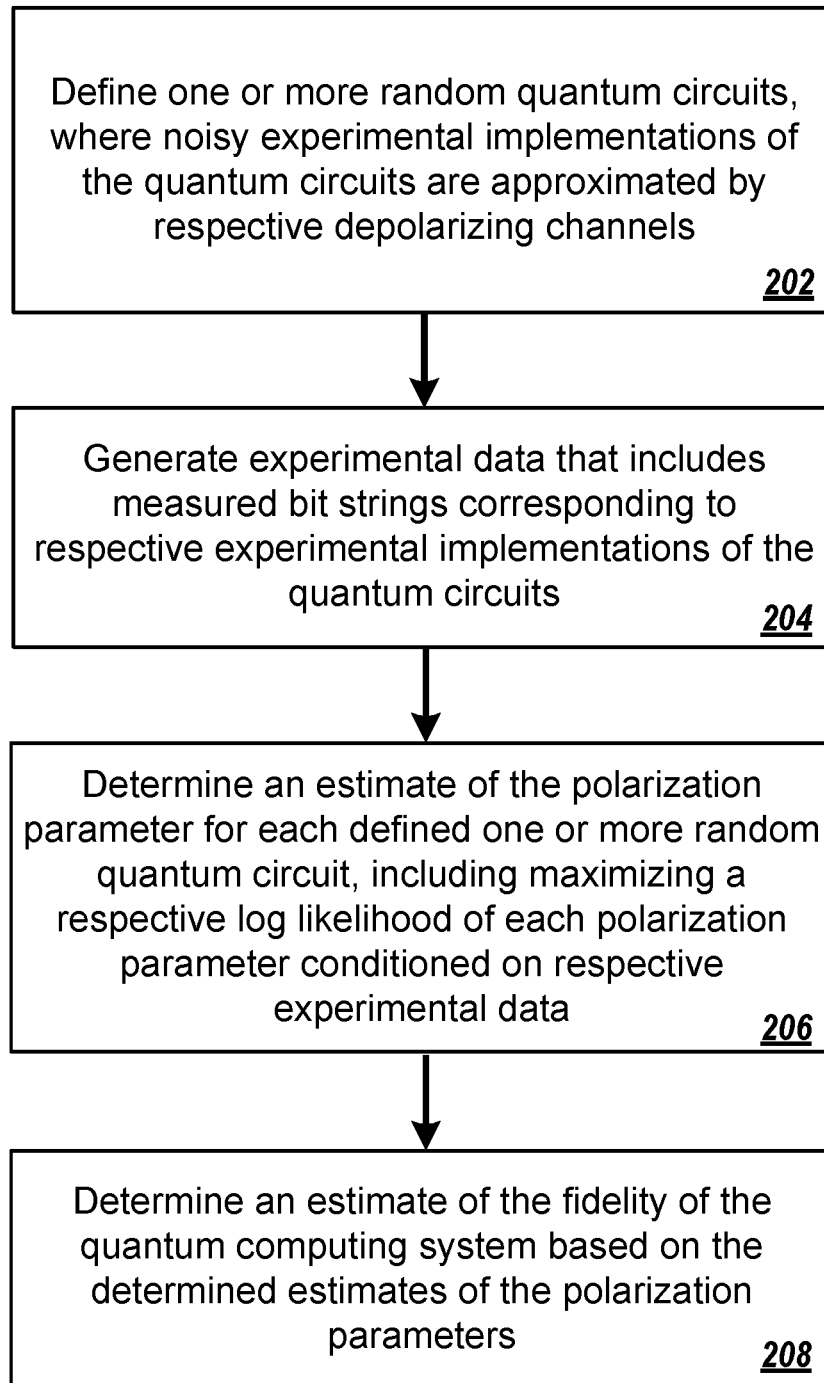 Define one or more random quantum circuits,
where noisy experimental implementations of
the quantum circuits are approximated by
respective depolarizing channels
202
Generate experimental data that includes
measured bit strings corresponding to
respective experimental implementations of the
quantum circuits
204
Determine an estimate of the polarization
parameter for each defined one or more random
quantum circuit, including maximizing a
respective log likelihood of each polarization
parameter conditioned on respective
experimental data
206
Determine an estimate of the fidelity of the
quantum computing system based on the
determined estimates of the polarization
parameters
208